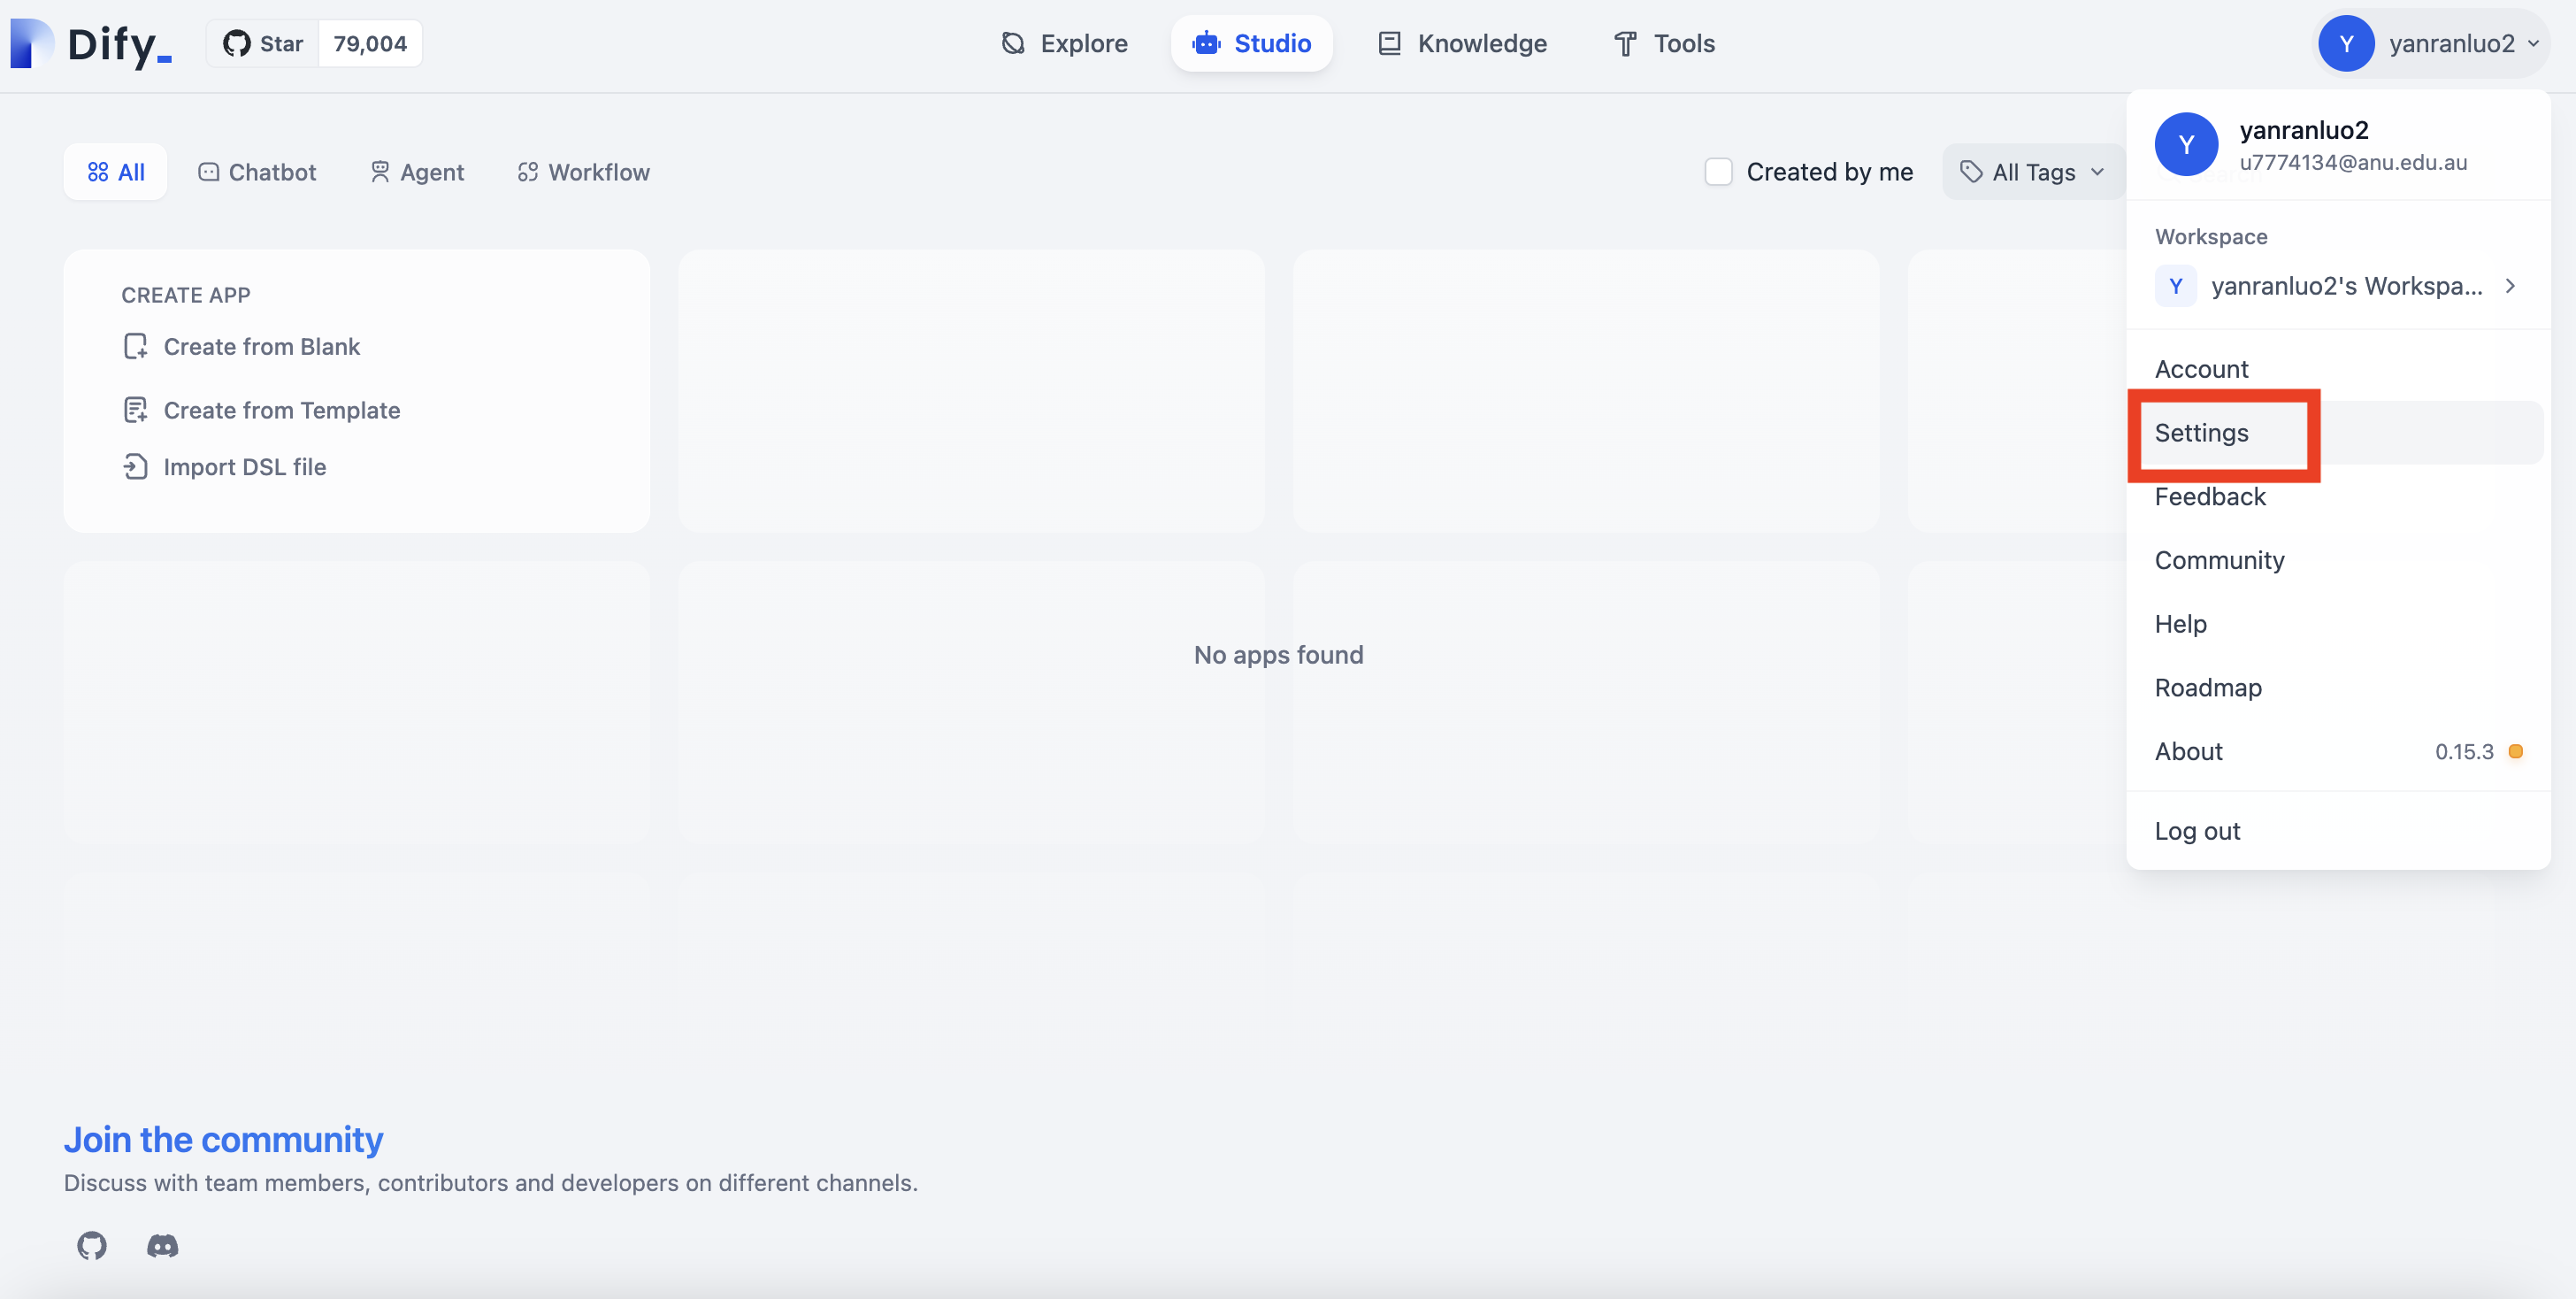 Dify_
Star 79,004
Explore
Studio
Knowledge
Tools
Y yanranluo2
All
Chatbot
Agent
Workflow
Created by me
All Tags
CREATE APP
Create from Blank
Create from Template
Import DSL file
No apps found
Y yanranluo2
u7774134@anu.edu.au
Workspace
Y yanranluo2's Workspa...
Account
Settings
Feedback
Community
Help
Roadmap
About 0.15.3
Log out
Join the community
Discuss with team members, contributors and developers on different channels.